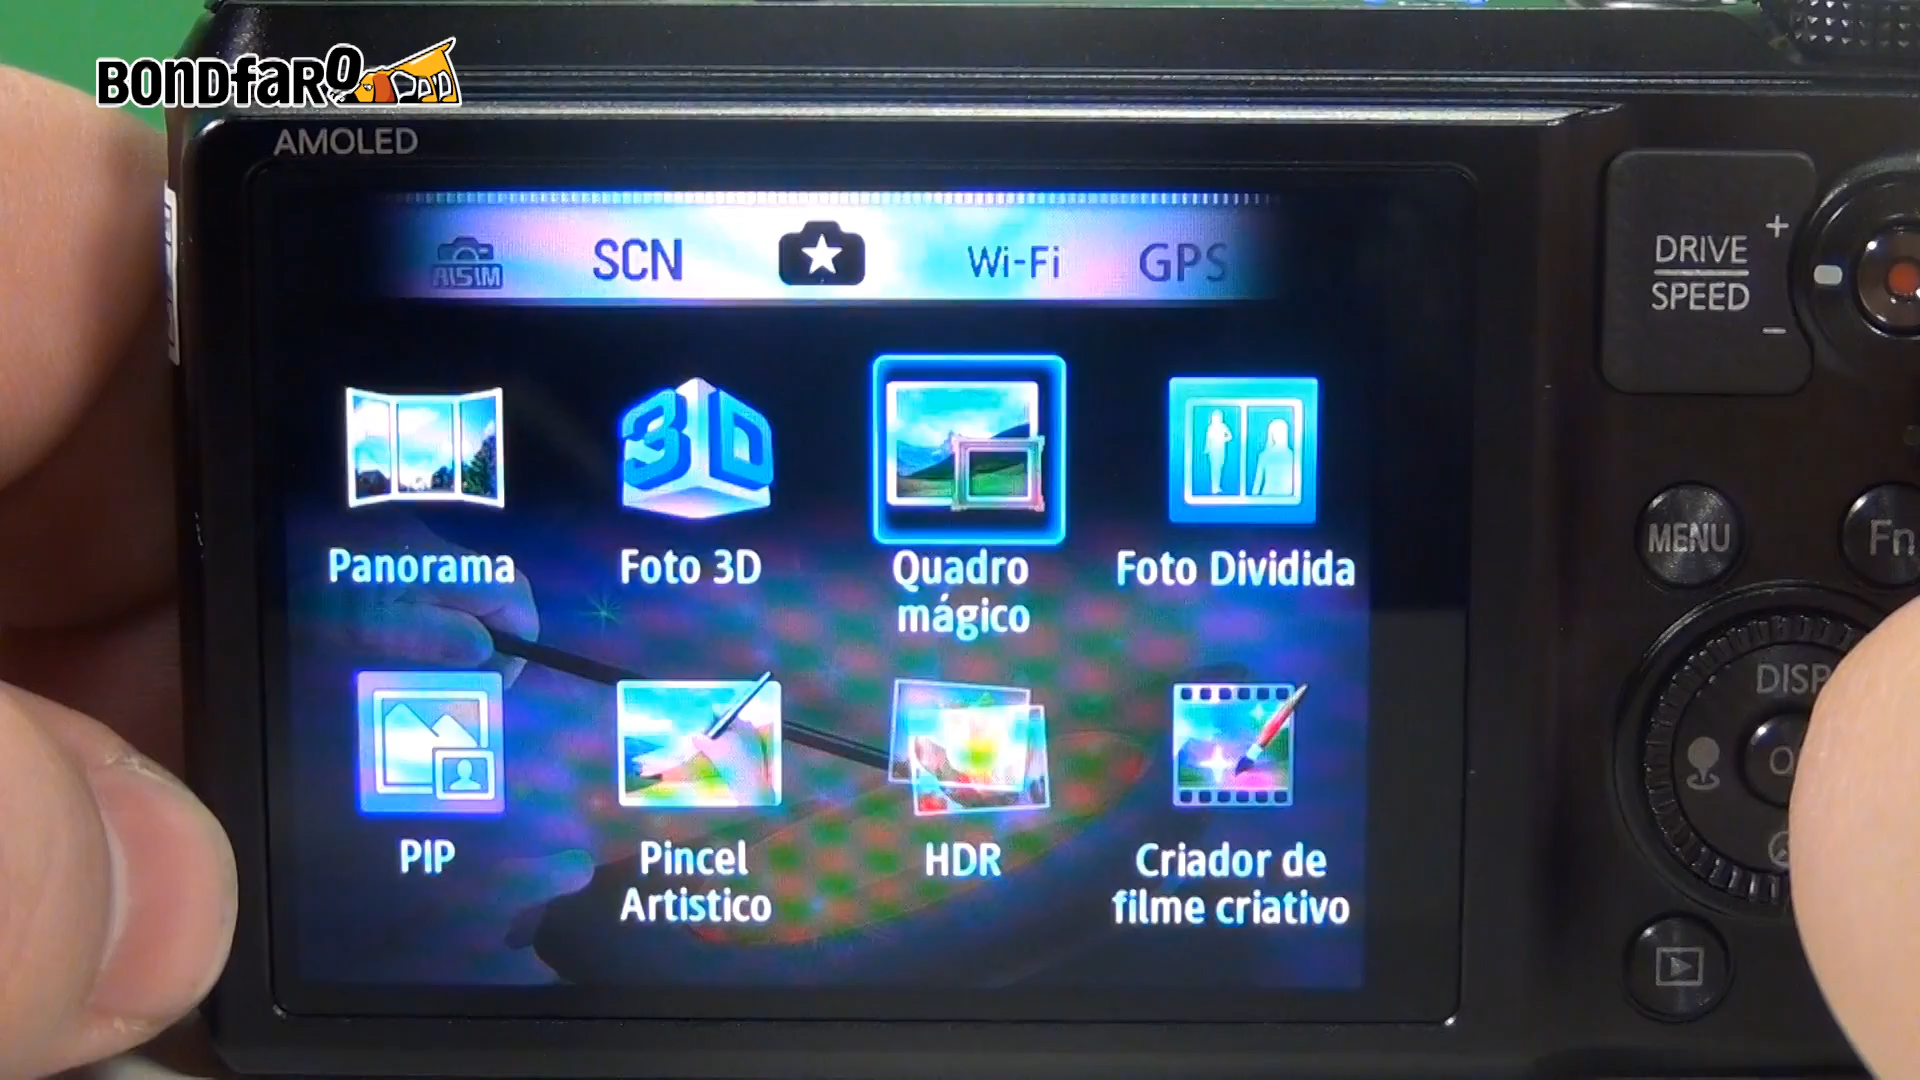 BONDFARO
AMOLED
SCN
Wi-Fi
GPS
DRIVE
SPEED
+
−
Panorama
Foto 3D
Quadro
mágico
Foto Dividida
MENU
Fn
PIP
Pincel
Artistico
HDR
Criador de
filme criativo